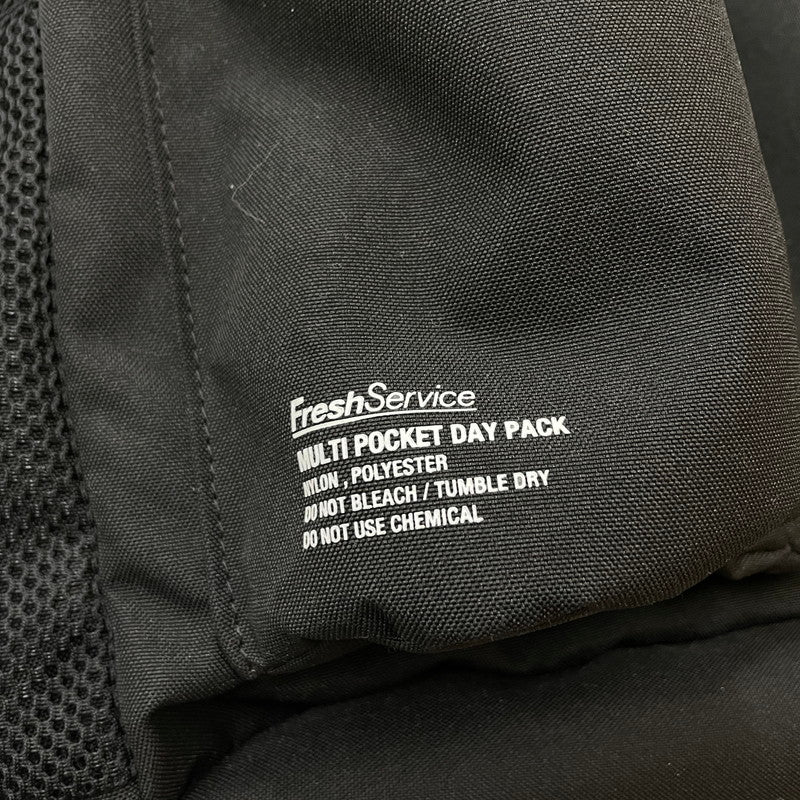 FreshService
MULTI POCKET DAY PACK
NYLON , POLYESTER
DO NOT BLEACH / TUMBLE DRY
DO NOT USE CHEMICAL